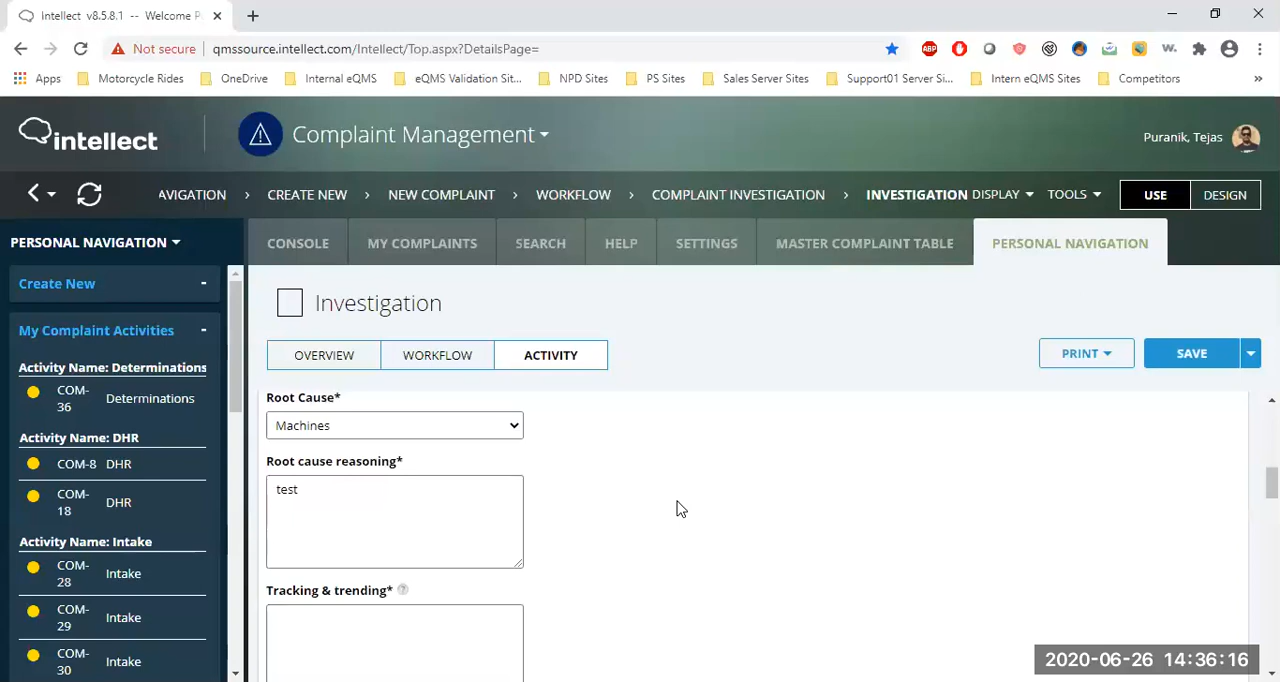 Intellect v8.5.8.1 -- Welcome P
Not secure | qmssource.intellect.com/Intellect/Top.aspx?DetailsPage=
ABP
W.
Apps Motorcycle Rides OneDrive Internal eQMS eQMS Validation Sit... NPD Sites PS Sites Sales Server Sites Support01 Server Si... Intern eQMS Sites Competitors »
intellect Complaint Management Puranik, Tejas
AVIGATION › CREATE NEW › NEW COMPLAINT › WORKFLOW › COMPLAINT INVESTIGATION › INVESTIGATION DISPLAY TOOLS USE DESIGN
PERSONAL NAVIGATION CONSOLE MY COMPLAINTS SEARCH HELP SETTINGS MASTER COMPLAINT TABLE PERSONAL NAVIGATION
Create New -
My Complaint Activities -
Activity Name: Determinations
COM-36 Determinations
Activity Name: DHR
COM-8 DHR
COM-18 DHR
Activity Name: Intake
COM-28 Intake
COM-29 Intake
COM-30 Intake
Investigation
OVERVIEW WORKFLOW ACTIVITY PRINT SAVE
Root Cause*
Machines
Root cause reasoning*
test
Tracking & trending* ?
2020-06-26 14:36:16